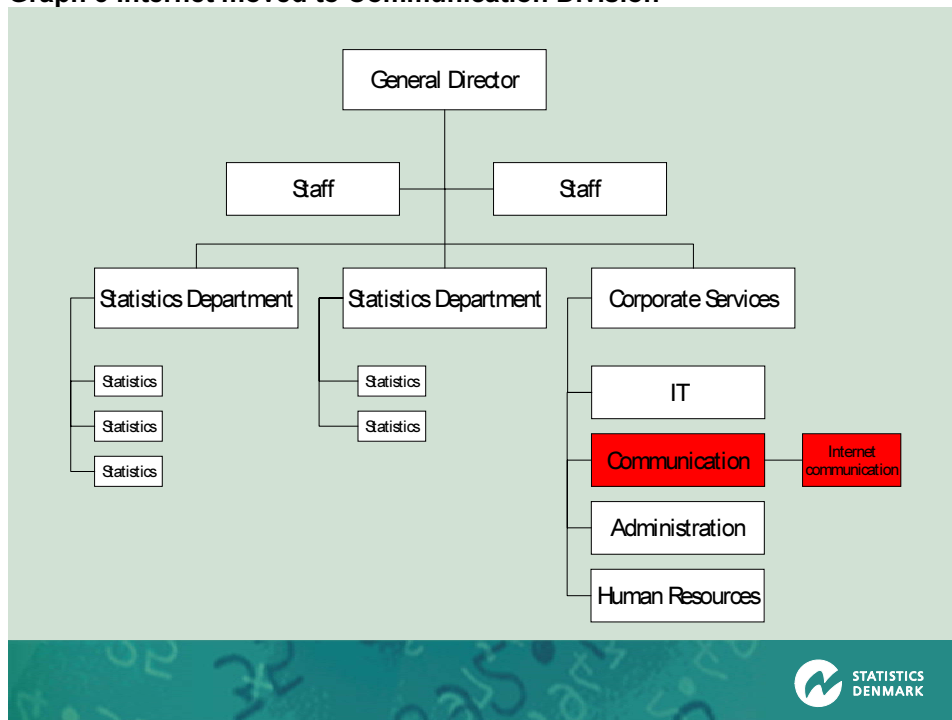 General Director
Staff
Staff
Statistics Department
Statistics Department
Corporate Services
Statistics
Statistics
Statistics
Statistics
Statistics
IT
Communication
Internet
communication
Administration
Human Resources
STATISTICS
DENMARK